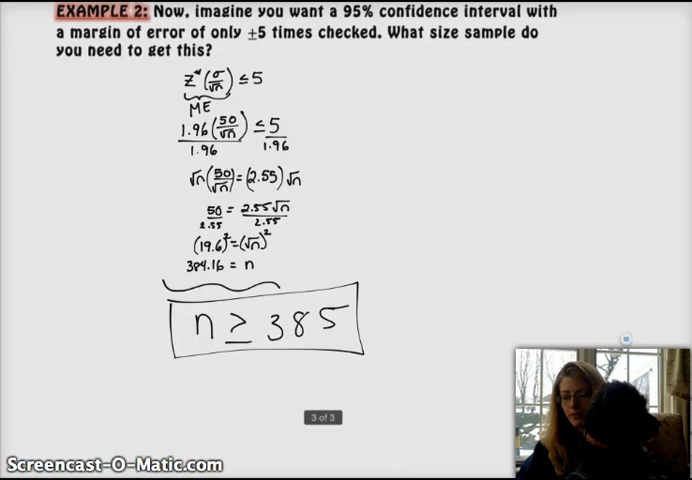 EXAMPLE 2: Now, imagine you want a 95% confidence interval with
a margin of error of only ±5 times checked. What size sample do
you need to get this?
z*(σ/√n) ≤ 5
ME
1.96(50/√n) ≤ 5
1.96 1.96
√n(50/√n) = (2.55)√n
50 = 2.55√n
2.55 2.55
(19.6)² = (√n)²
384.16 = n
n ≥ 385
3 of 3
Screencast-O-Matic.com